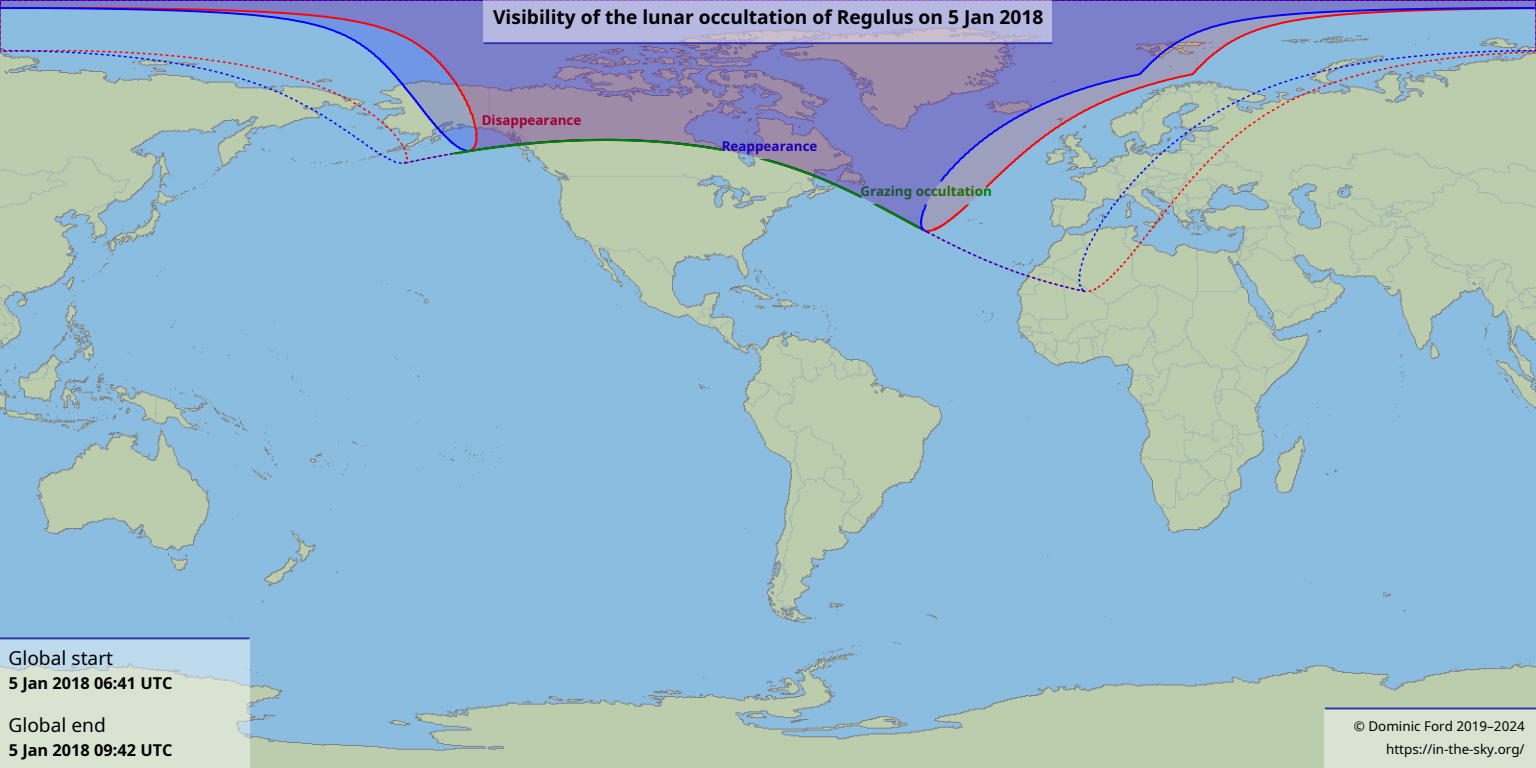 Visibility of the lunar occultation of Regulus on 5 Jan 2018
Disappearance
Reappearance
Grazing occultation
Global start
5 Jan 2018 06:41 UTC
Global end
5 Jan 2018 09:42 UTC
© Dominic Ford 2019–2024
https://in-the-sky.org/